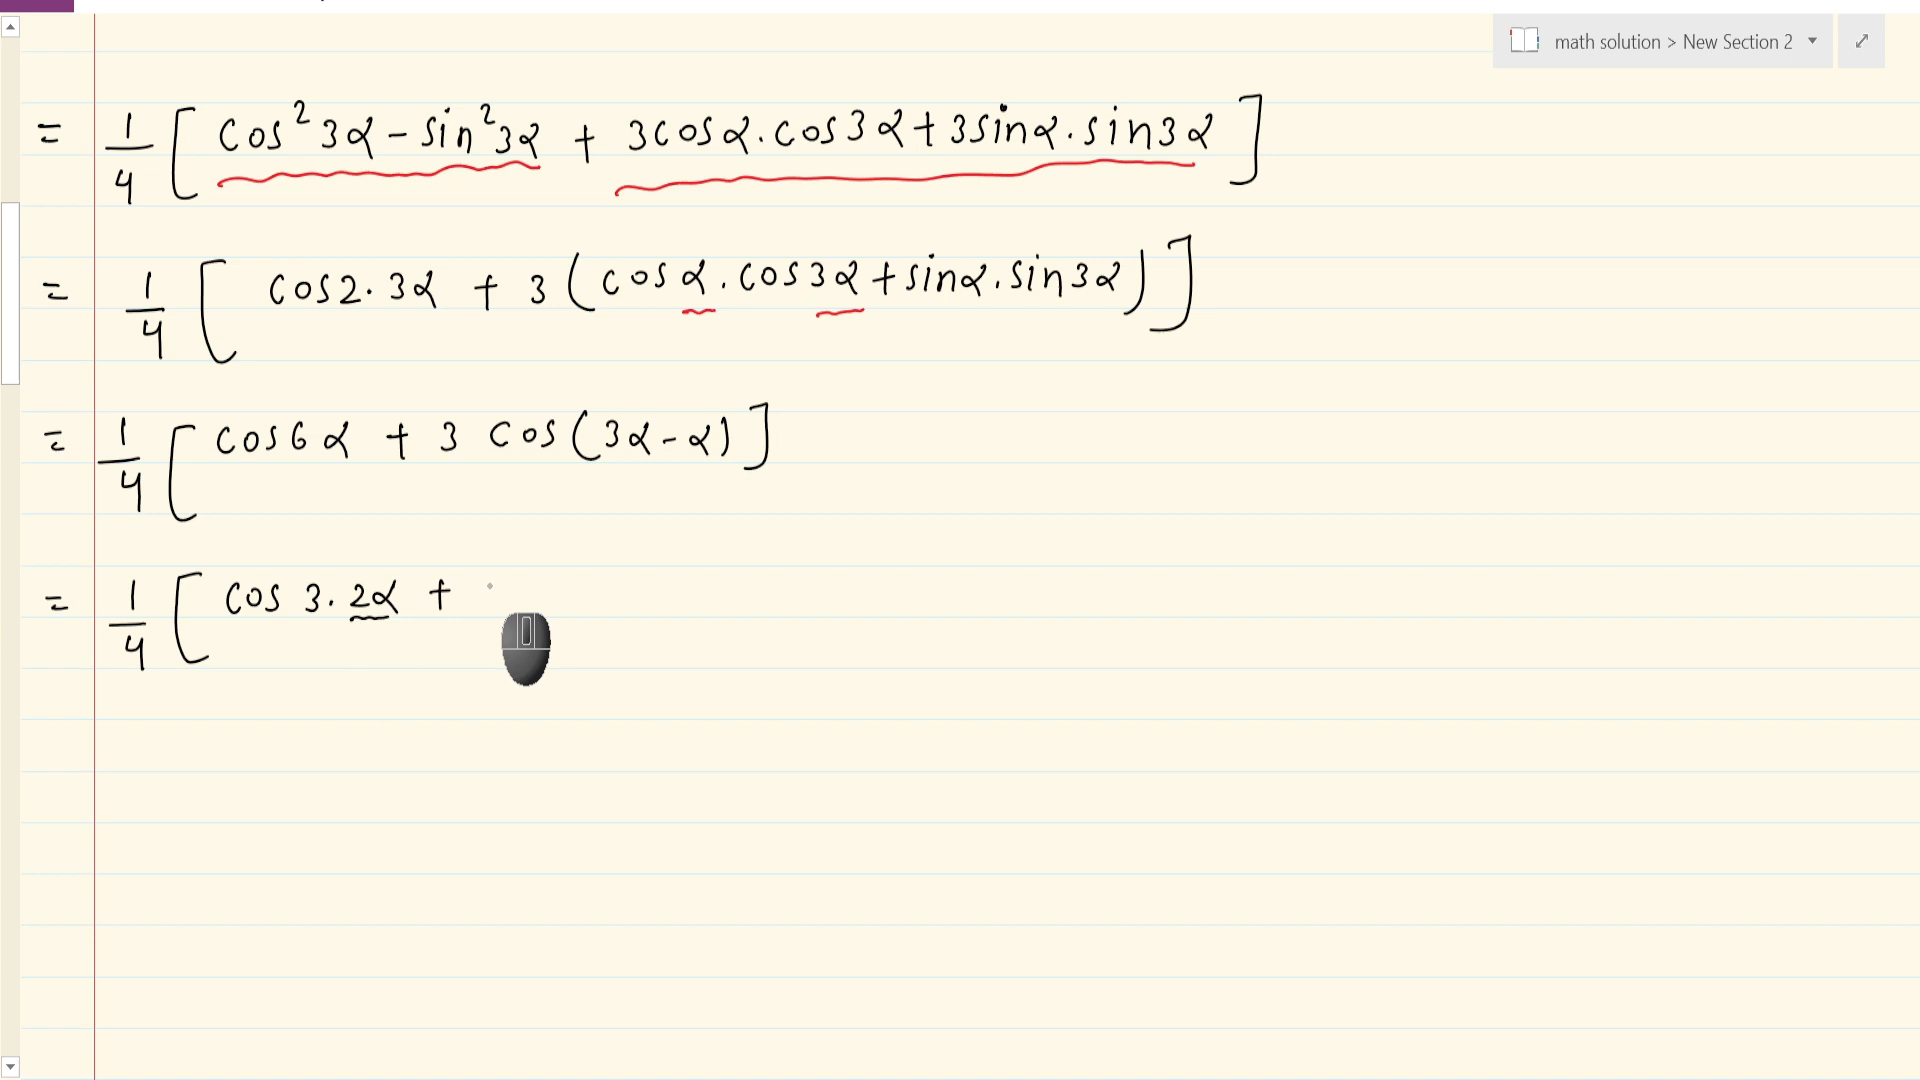 math solution > New Section 2
= 1/4 [ cos²3α - sin²3α + 3cosα.cos3α + 3sinα.sin3α ]
= 1/4 [ cos2.3α + 3(cosα.cos3α + sinα.sin3α) ]
= 1/4 [ cos6α + 3 cos(3α-α) ]
= 1/4 [ cos 3.2α +